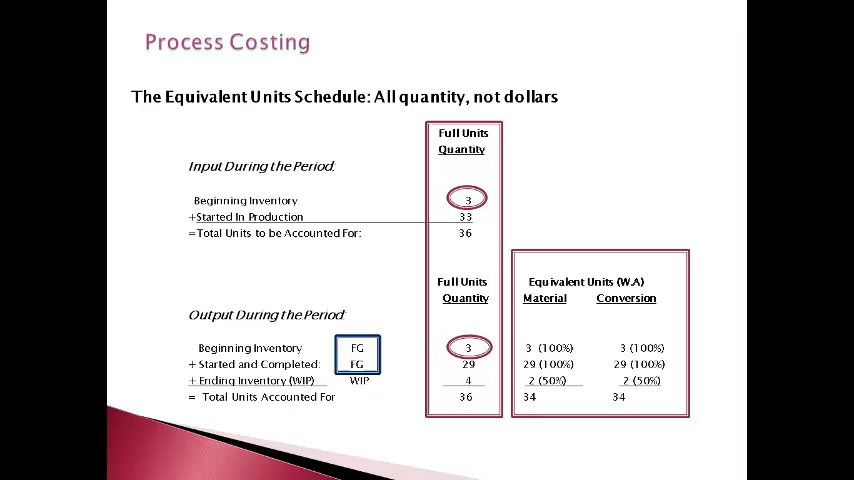 Process Costing
The Equivalent Units Schedule: All quantity, not dollars
Full Units
Quantity
Input During the Period:
Beginning Inventory 3
+Started In Production 33
=Total Units to be Accounted For: 36
Full Units Equivalent Units (W.A)
Quantity Material Conversion
Output During the Period:
Beginning Inventory FG 3 3 (100%) 3 (100%)
+ Started and Completed: FG 29 29 (100%) 29 (100%)
+ Ending Inventory (WIP) WIP 4 2 (50%) 2 (50%)
= Total Units Accounted For 36 34 34